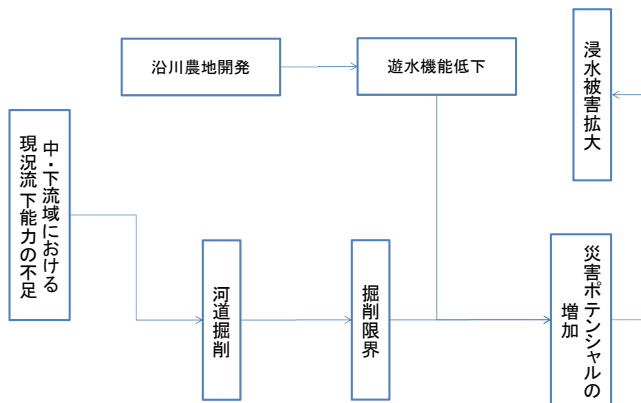 沿川農地開発
遊水機能低下
浸水被害拡大
中・下流域における
現況流下能力の不足
河道掘削
掘削限界
災害ポテンシャルの
増加